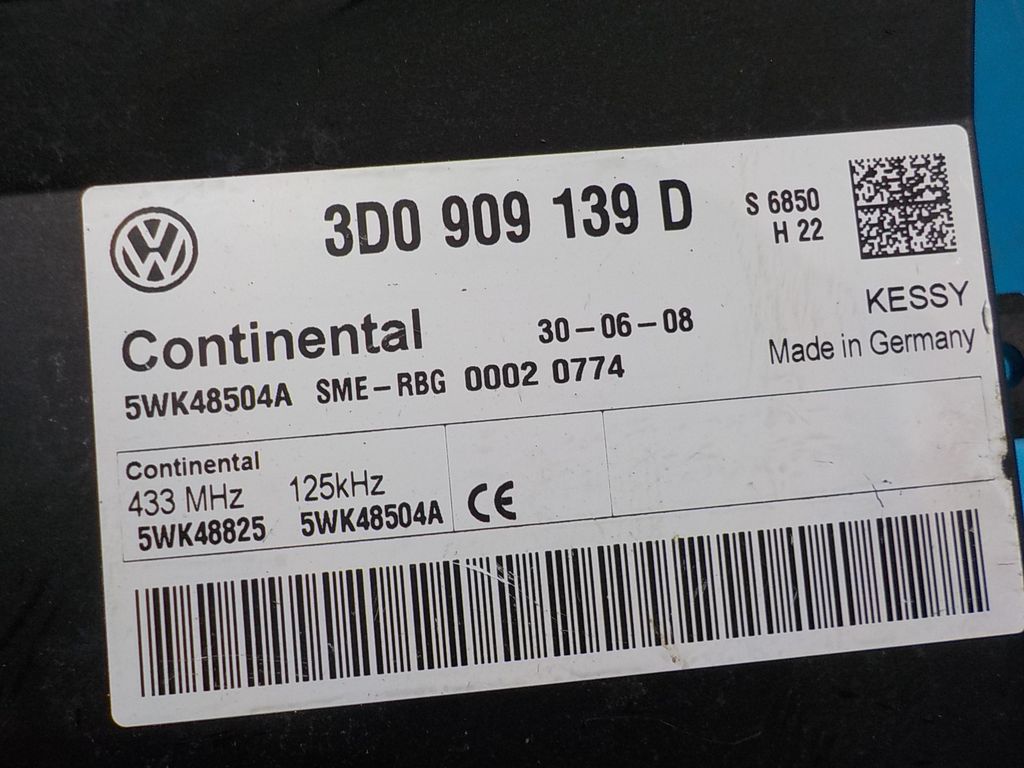 3D0 909 139 D
S 6850
H 22
KESSY
Continental
30-06-08
Made in Germany
5WK48504A SME-RBG 0002 0774
Continental
433 MHz 125kHz
5WK48825 5WK48504A
CE